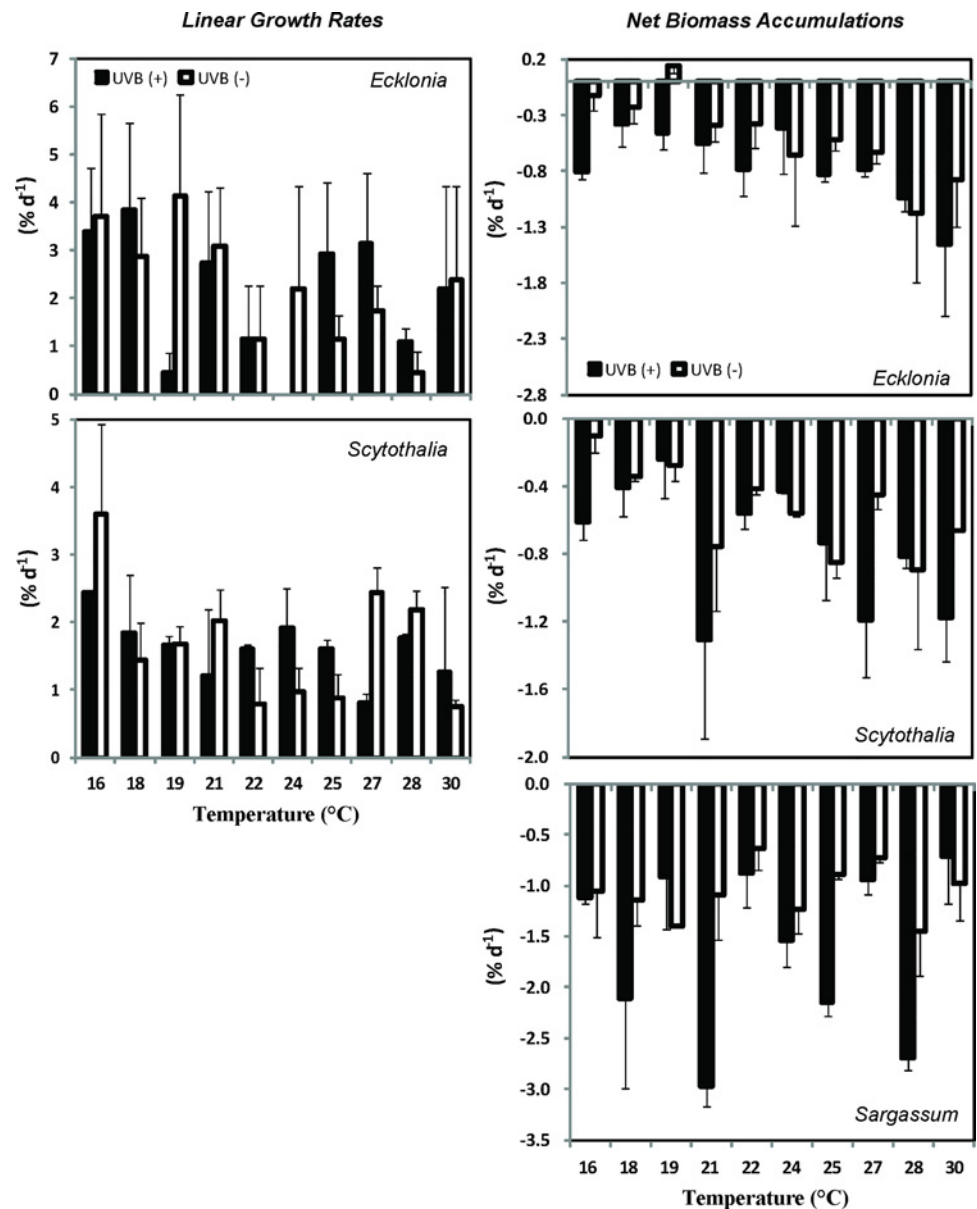 Linear Growth Rates
Net Biomass Accumulations
UVB (+) UVB (-)
Ecklonia
7
6
5
4
3
2
1
0
(% d-1)
0.2
-0.3
-0.8
-1.3
-1.8
-2.3
-2.8
(% d-1)
UVB (+) UVB (-)
Ecklonia
5
4
3
2
1
0
(% d-1)
Scytothalia
16 18 19 21 22 24 25 27 28 30
Temperature (°C)
0.0
-0.4
-0.8
-1.2
-1.6
-2.0
(% d-1)
Scytothalia
0.0
-0.5
-1.0
-1.5
-2.0
-2.5
-3.0
-3.5
(% d-1)
Sargassum
16 18 19 21 22 24 25 27 28 30
Temperature (°C)